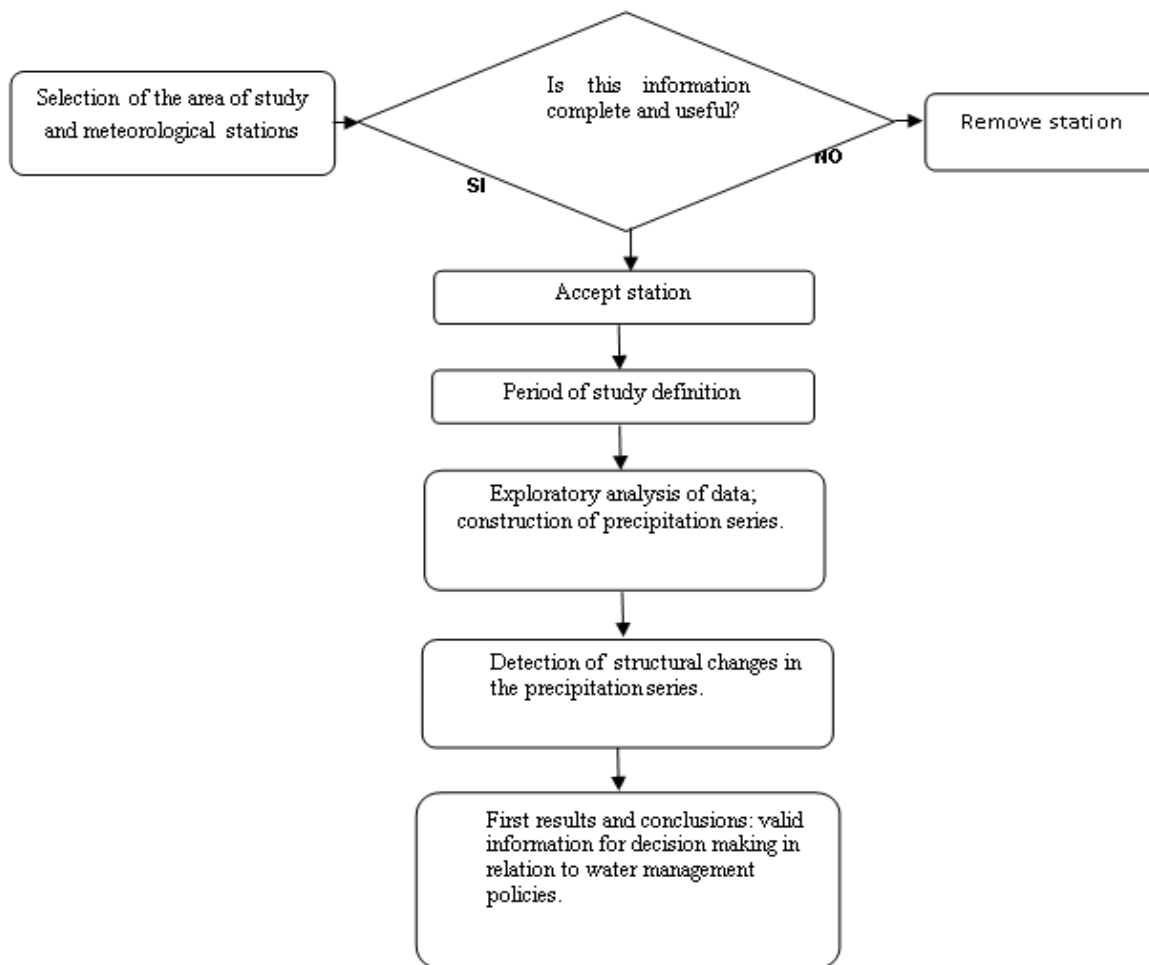 Selection of the area of study
and meteorological stations
Is this information
complete and useful?
Remove station
NO
SI
Accept station
Period of study definition
Exploratory analysis of data;
construction of precipitation series.
Detection of structural changes in
the precipitation series.
First results and conclusions: valid
information for decision making in
relation to water management
policies.